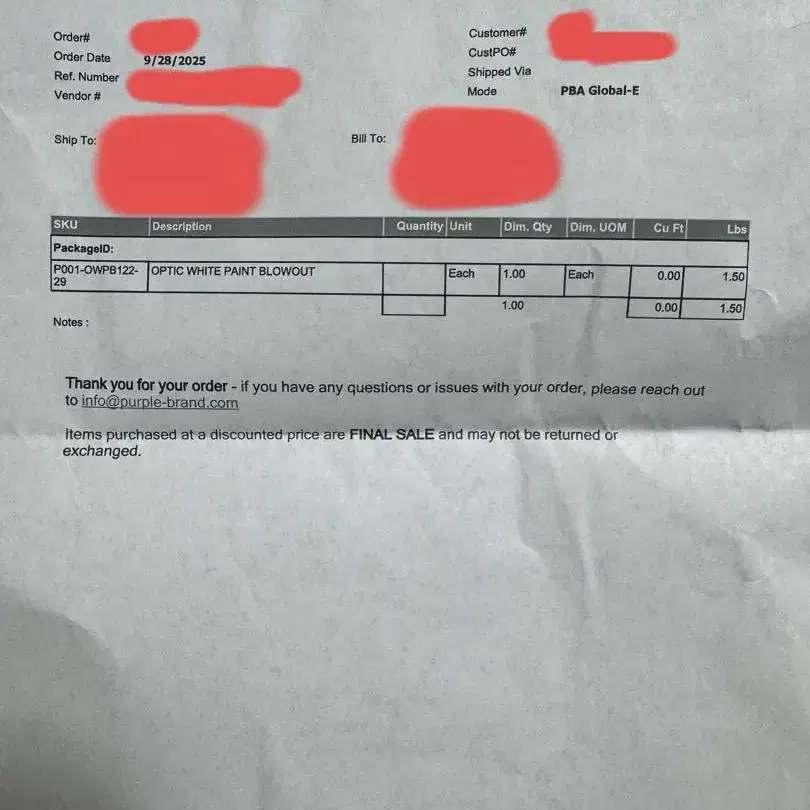 Order#
Order Date 9/28/2025
Ref. Number
Vendor #
Customer#
CustPO#
Shipped Via
Mode PBA Global-E
Ship To:
Bill To:
SKU Description Quantity Unit Dim. Qty Dim. UOM Cu Ft Lbs
PackageID:
P001-OWPB122- OPTIC WHITE PAINT BLOWOUT Each 1.00 Each 0.00 1.50
29
1.00 0.00 1.50
Notes :
Thank you for your order - if you have any questions or issues with your order, please reach out
to info@purple-brand.com
Items purchased at a discounted price are FINAL SALE and may not be returned or
exchanged.